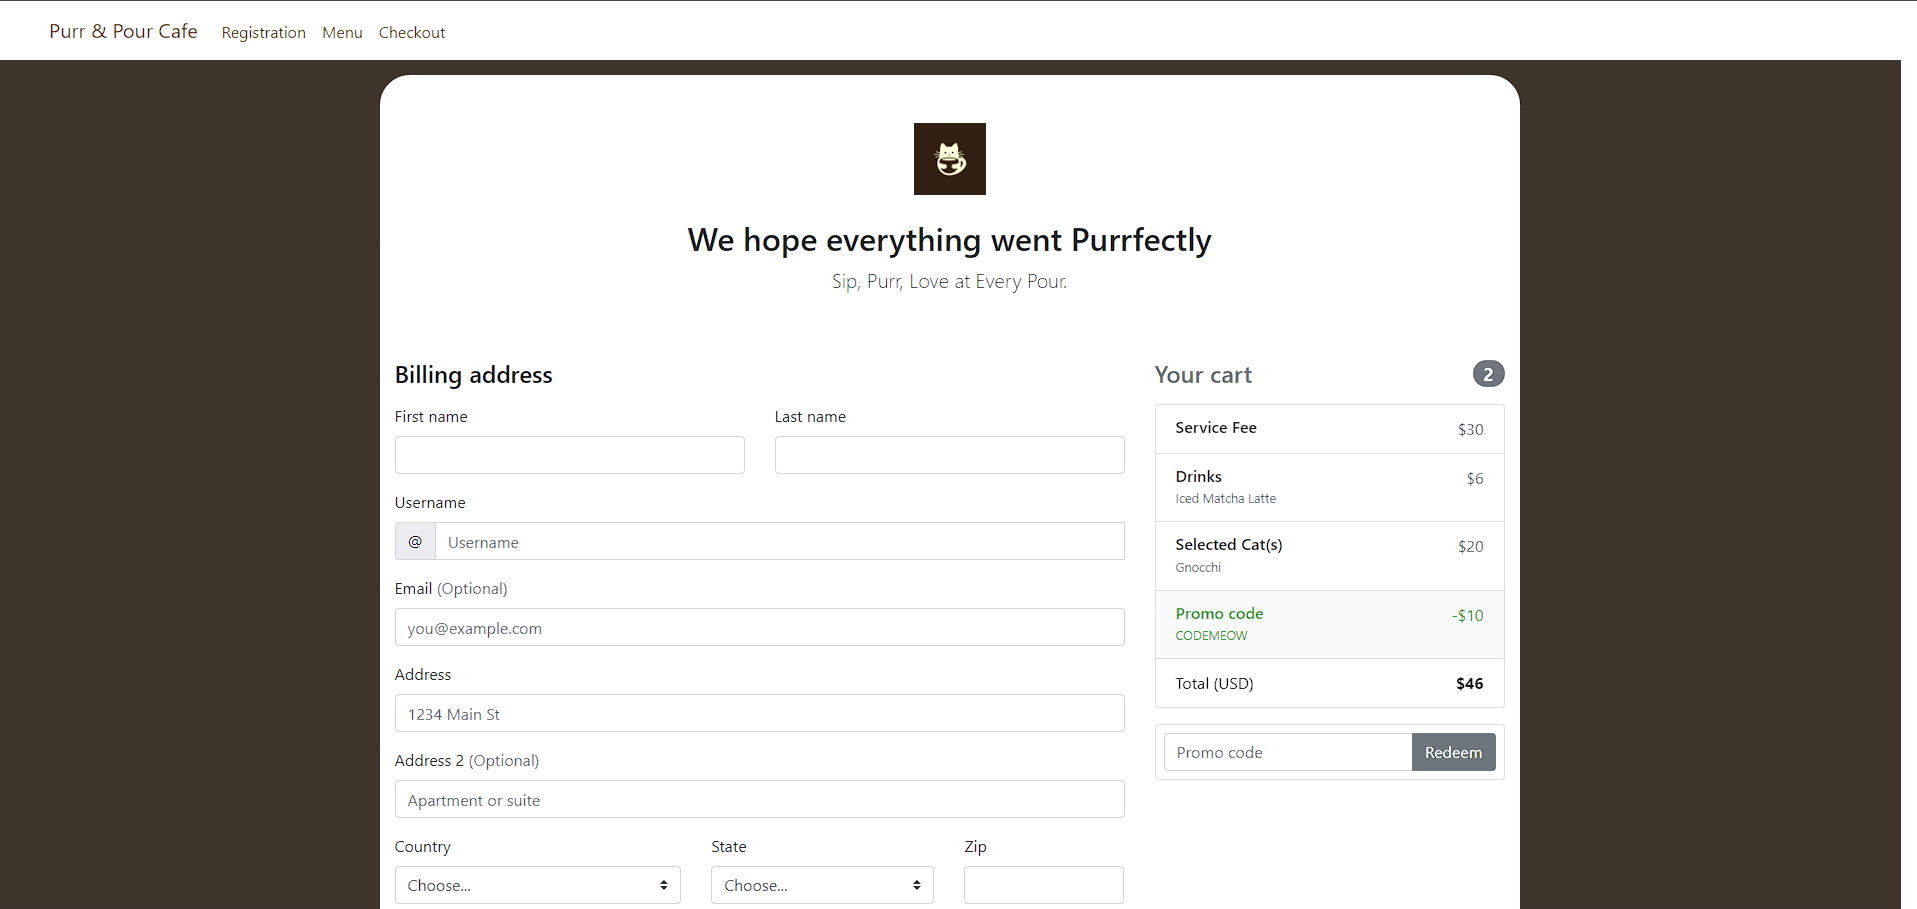 Purr & Pour Cafe Registration Menu Checkout
We hope everything went Purrfectly
Sip, Purr, Love at Every Pour.
Billing address
First name Last name
Username
@ Username
Email (Optional)
you@example.com
Address
1234 Main St
Address 2 (Optional)
Apartment or suite
Country State Zip
Choose... Choose...
Your cart 2
Service Fee $30
Drinks $6
Iced Matcha Latte
Selected Cat(s) $20
Gnocchi
Promo code -$10
CODEMEOW
Total (USD) $46
Promo code Redeem